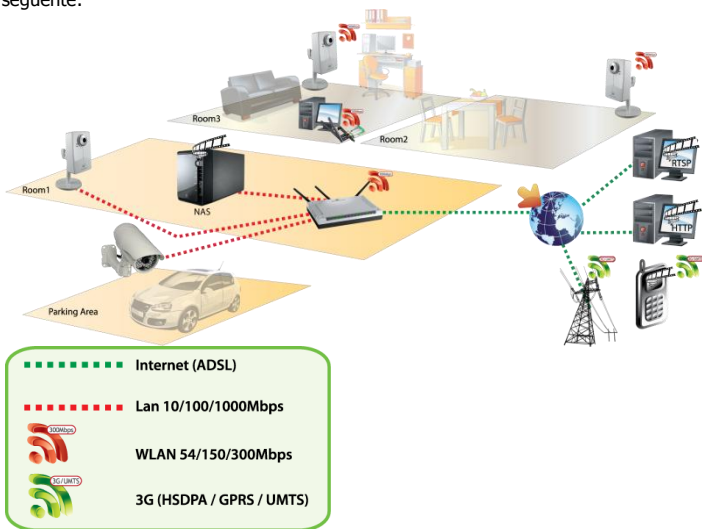 seguente:
Room3
Room2
Room1
NAS
RTSP
HTTP
Parking Area
Internet (ADSL)
Lan 10/100/1000Mbps
300Mbps
WLAN 54/150/300Mbps
3G/UMTS
3G (HSDPA / GPRS / UMTS)